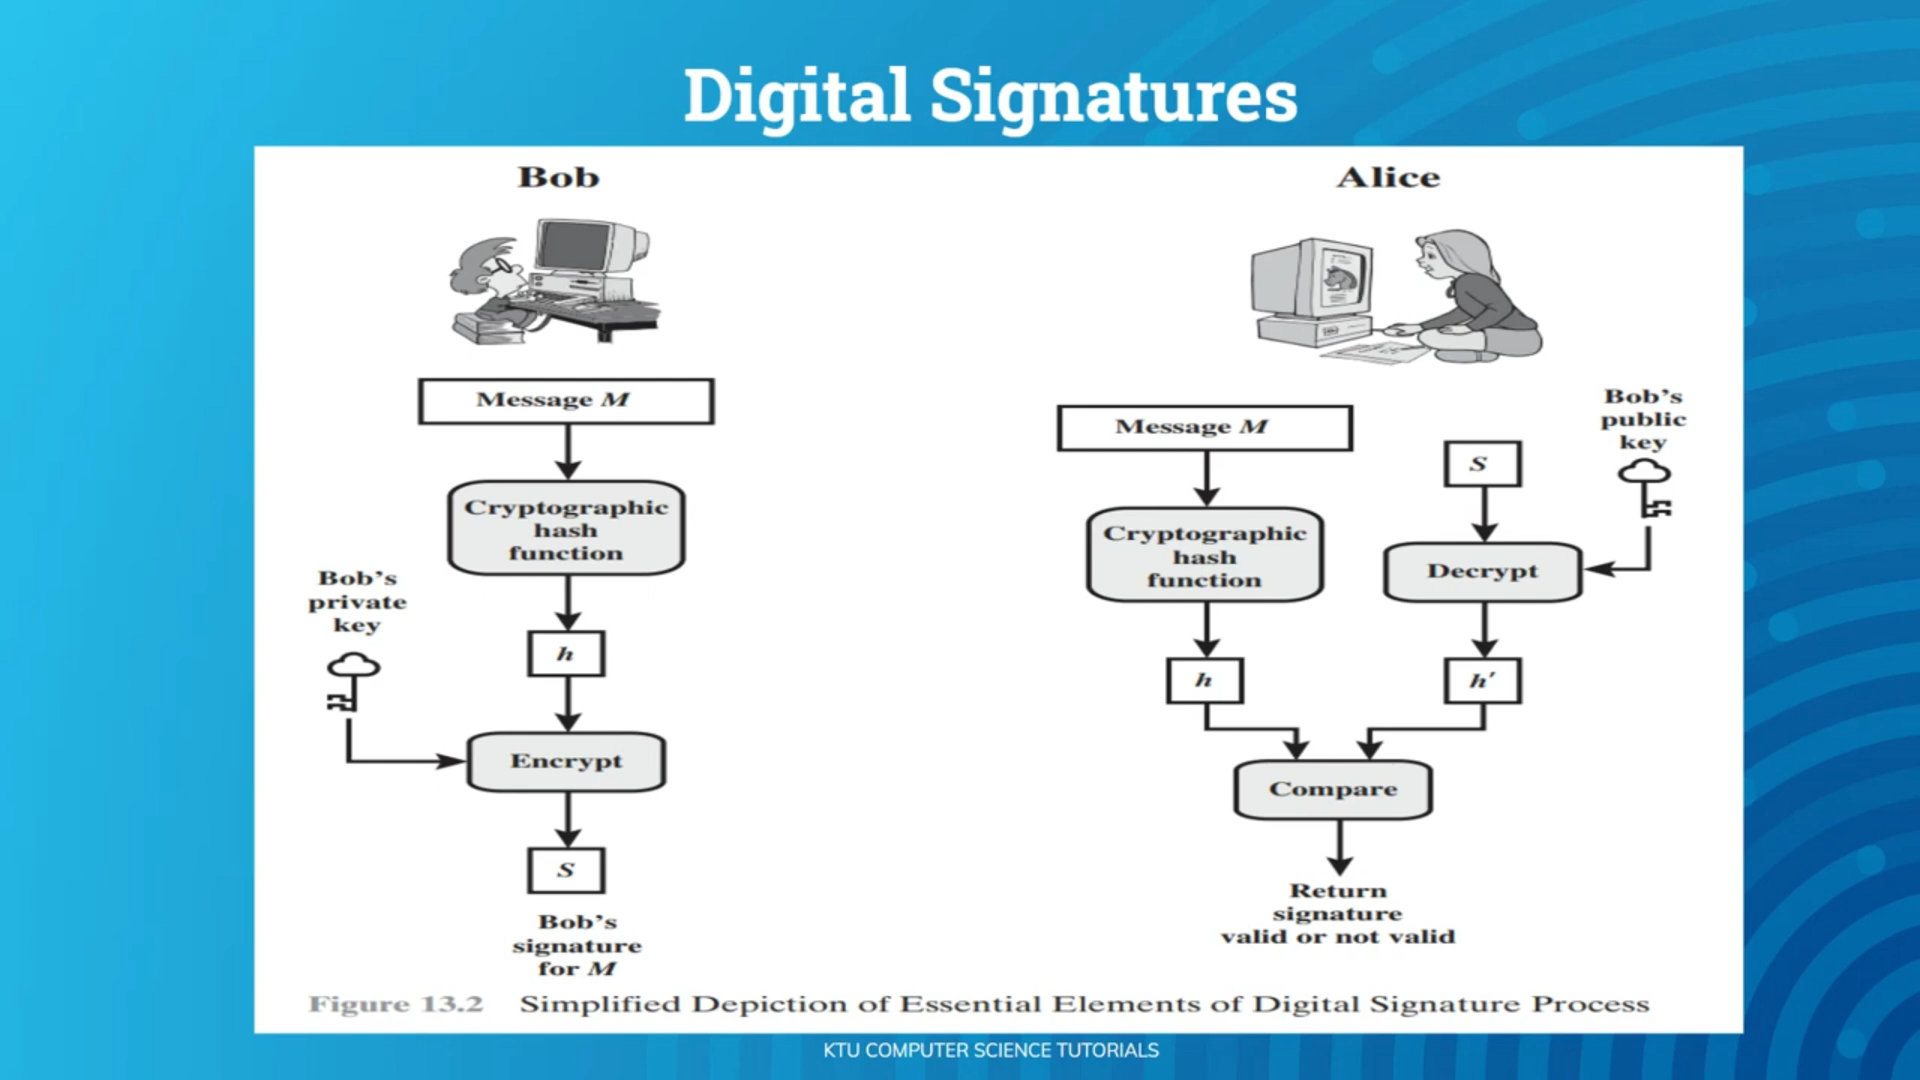 Digital Signatures
Bob
Message M
Cryptographic
hash
function
Bob's
private
key
h
Encrypt
S
Bob's
signature
for M
Alice
Message M
Cryptographic
hash
function
h
S
Bob's
public
key
Decrypt
h'
Compare
Return
signature
valid or not valid
Figure 13.2 Simplified Depiction of Essential Elements of Digital Signature Process
KTU COMPUTER SCIENCE TUTORIALS